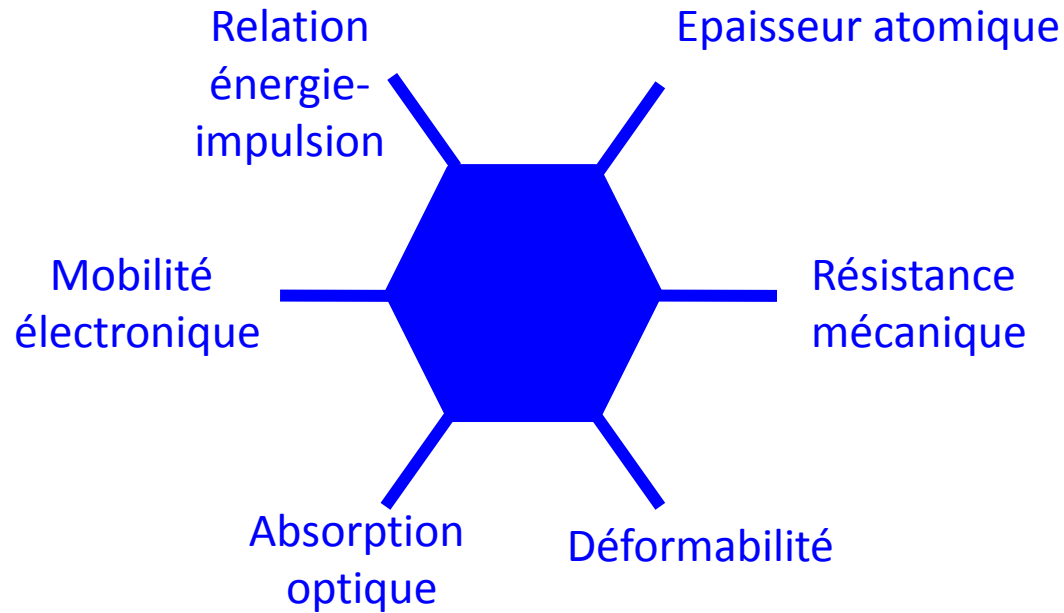 Relation
énergie-
impulsion
Epaisseur atomique
Mobilité
électronique
Résistance
mécanique
Absorption
optique
Déformabilité